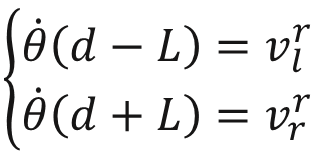 θ̇(d − L) = v_l^r
θ̇(d + L) = v_r^r